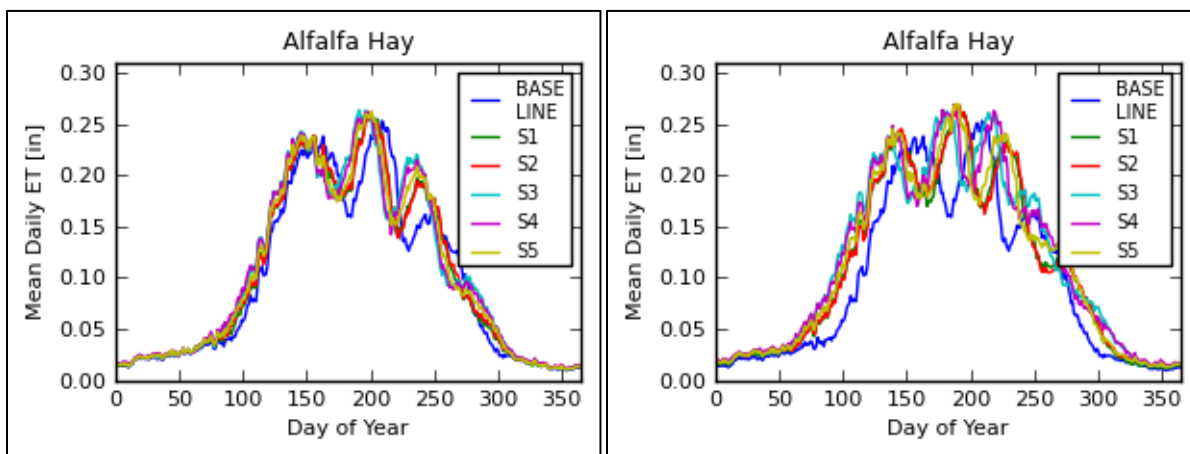 Alfalfa Hay
0.30
0.25
0.20
0.15
0.10
0.05
0.00
Mean Daily ET [in]
BASE
LINE
S1
S2
S3
S4
S5
0 50 100 150 200 250 300 350
Day of Year
Alfalfa Hay
0.30
0.25
0.20
0.15
0.10
0.05
0.00
Mean Daily ET [in]
BASE
LINE
S1
S2
S3
S4
S5
0 50 100 150 200 250 300 350
Day of Year